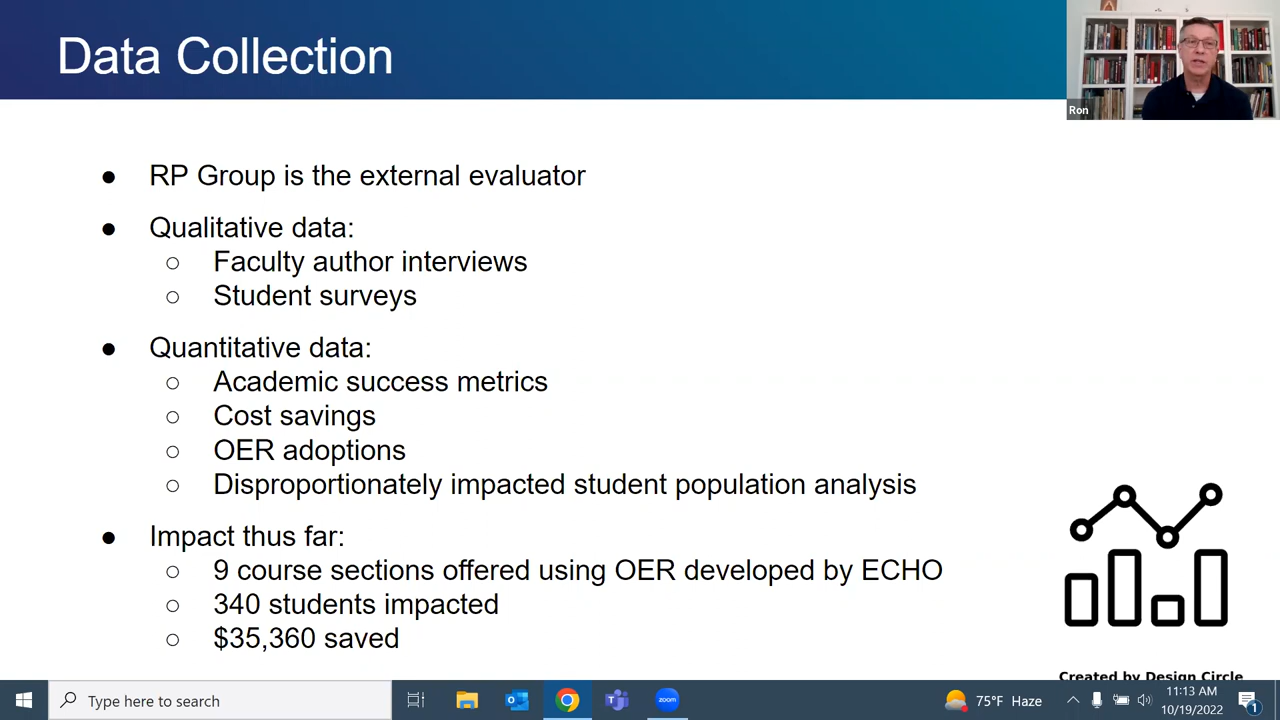 Data Collection
Ron
● RP Group is the external evaluator
● Qualitative data:
○ Faculty author interviews
○ Student surveys
● Quantitative data:
○ Academic success metrics
○ Cost savings
○ OER adoptions
○ Disproportionately impacted student population analysis
● Impact thus far:
○ 9 course sections offered using OER developed by ECHO
○ 340 students impacted
○ $35,360 saved
Created by Design Circle
Type here to search
zoom
75°F Haze
11:13 AM
10/19/2022
1